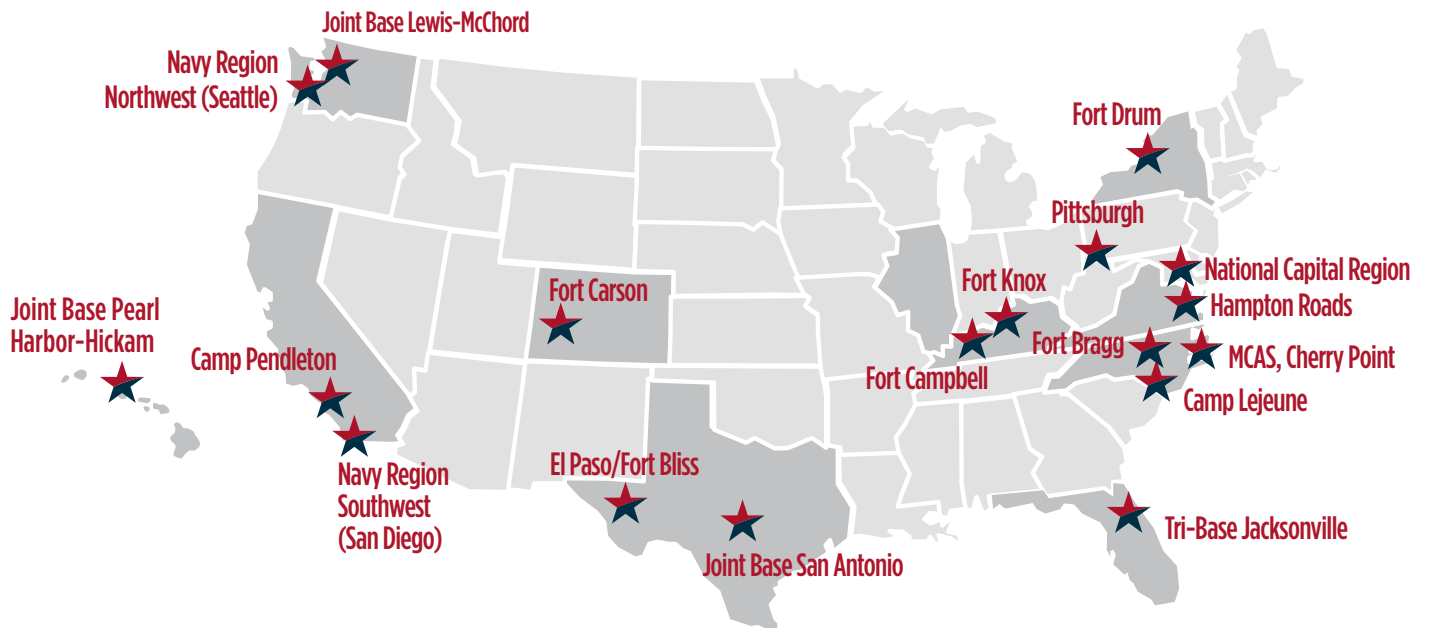 Joint Base Lewis-McChord
Navy Region
Northwest (Seattle)
Fort Drum
Pittsburgh
National Capital Region
Fort Knox
Fort Carson
Hampton Roads
Joint Base Pearl
Harbor-Hickam
Fort Bragg
MCAS, Cherry Point
Camp Pendleton
Fort Campbell
Camp Lejeune
El Paso/Fort Bliss
Navy Region
Southwest
(San Diego)
Tri-Base Jacksonville
Joint Base San Antonio